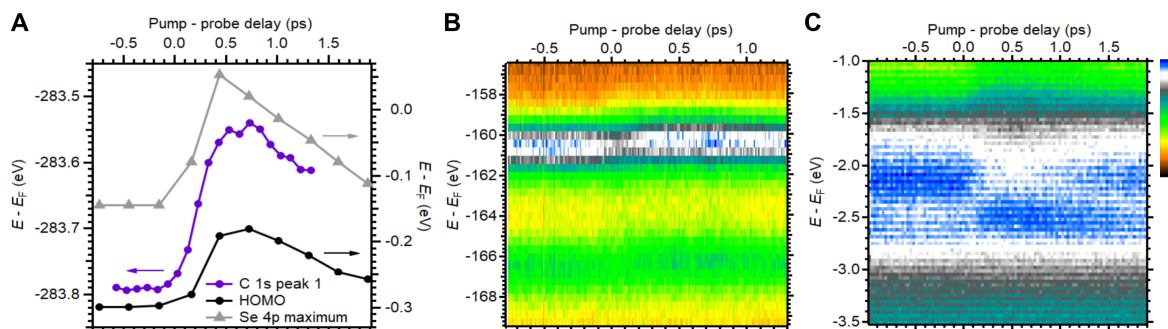 A
Pump - probe delay (ps)
-0.5 0.0 0.5 1.0 1.5
-283.5
-283.6
-283.7
-283.8
E - EF (eV)
0.0
-0.1
-0.2
-0.3
E - EF (eV)
C 1s peak 1
HOMO
Se 4p maximum
B
Pump - probe delay (ps)
-0.5 0.0 0.5 1.0
-158
-160
-162
-164
-166
-168
E - EF (eV)
C
Pump - probe delay (ps)
-0.5 0.0 0.5 1.0 1.5
-1.0
-1.5
-2.0
-2.5
-3.0
-3.5
E - EF (eV)